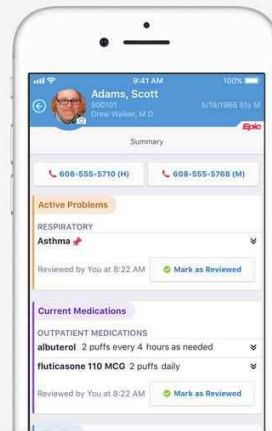 9:41 AM 100%
Adams, Scott
900101 5/19/1966 51y M
Drew Walker, M.D.
Epic
Summary
608-555-5710 (H) 608-555-5768 (M)
Active Problems
RESPIRATORY
Asthma
Reviewed by You at 8:22 AM Mark as Reviewed
Current Medications
OUTPATIENT MEDICATIONS
albuterol 2 puffs every 4 hours as needed
fluticasone 110 MCG 2 puffs daily
Reviewed by You at 8:22 AM Mark as Reviewed